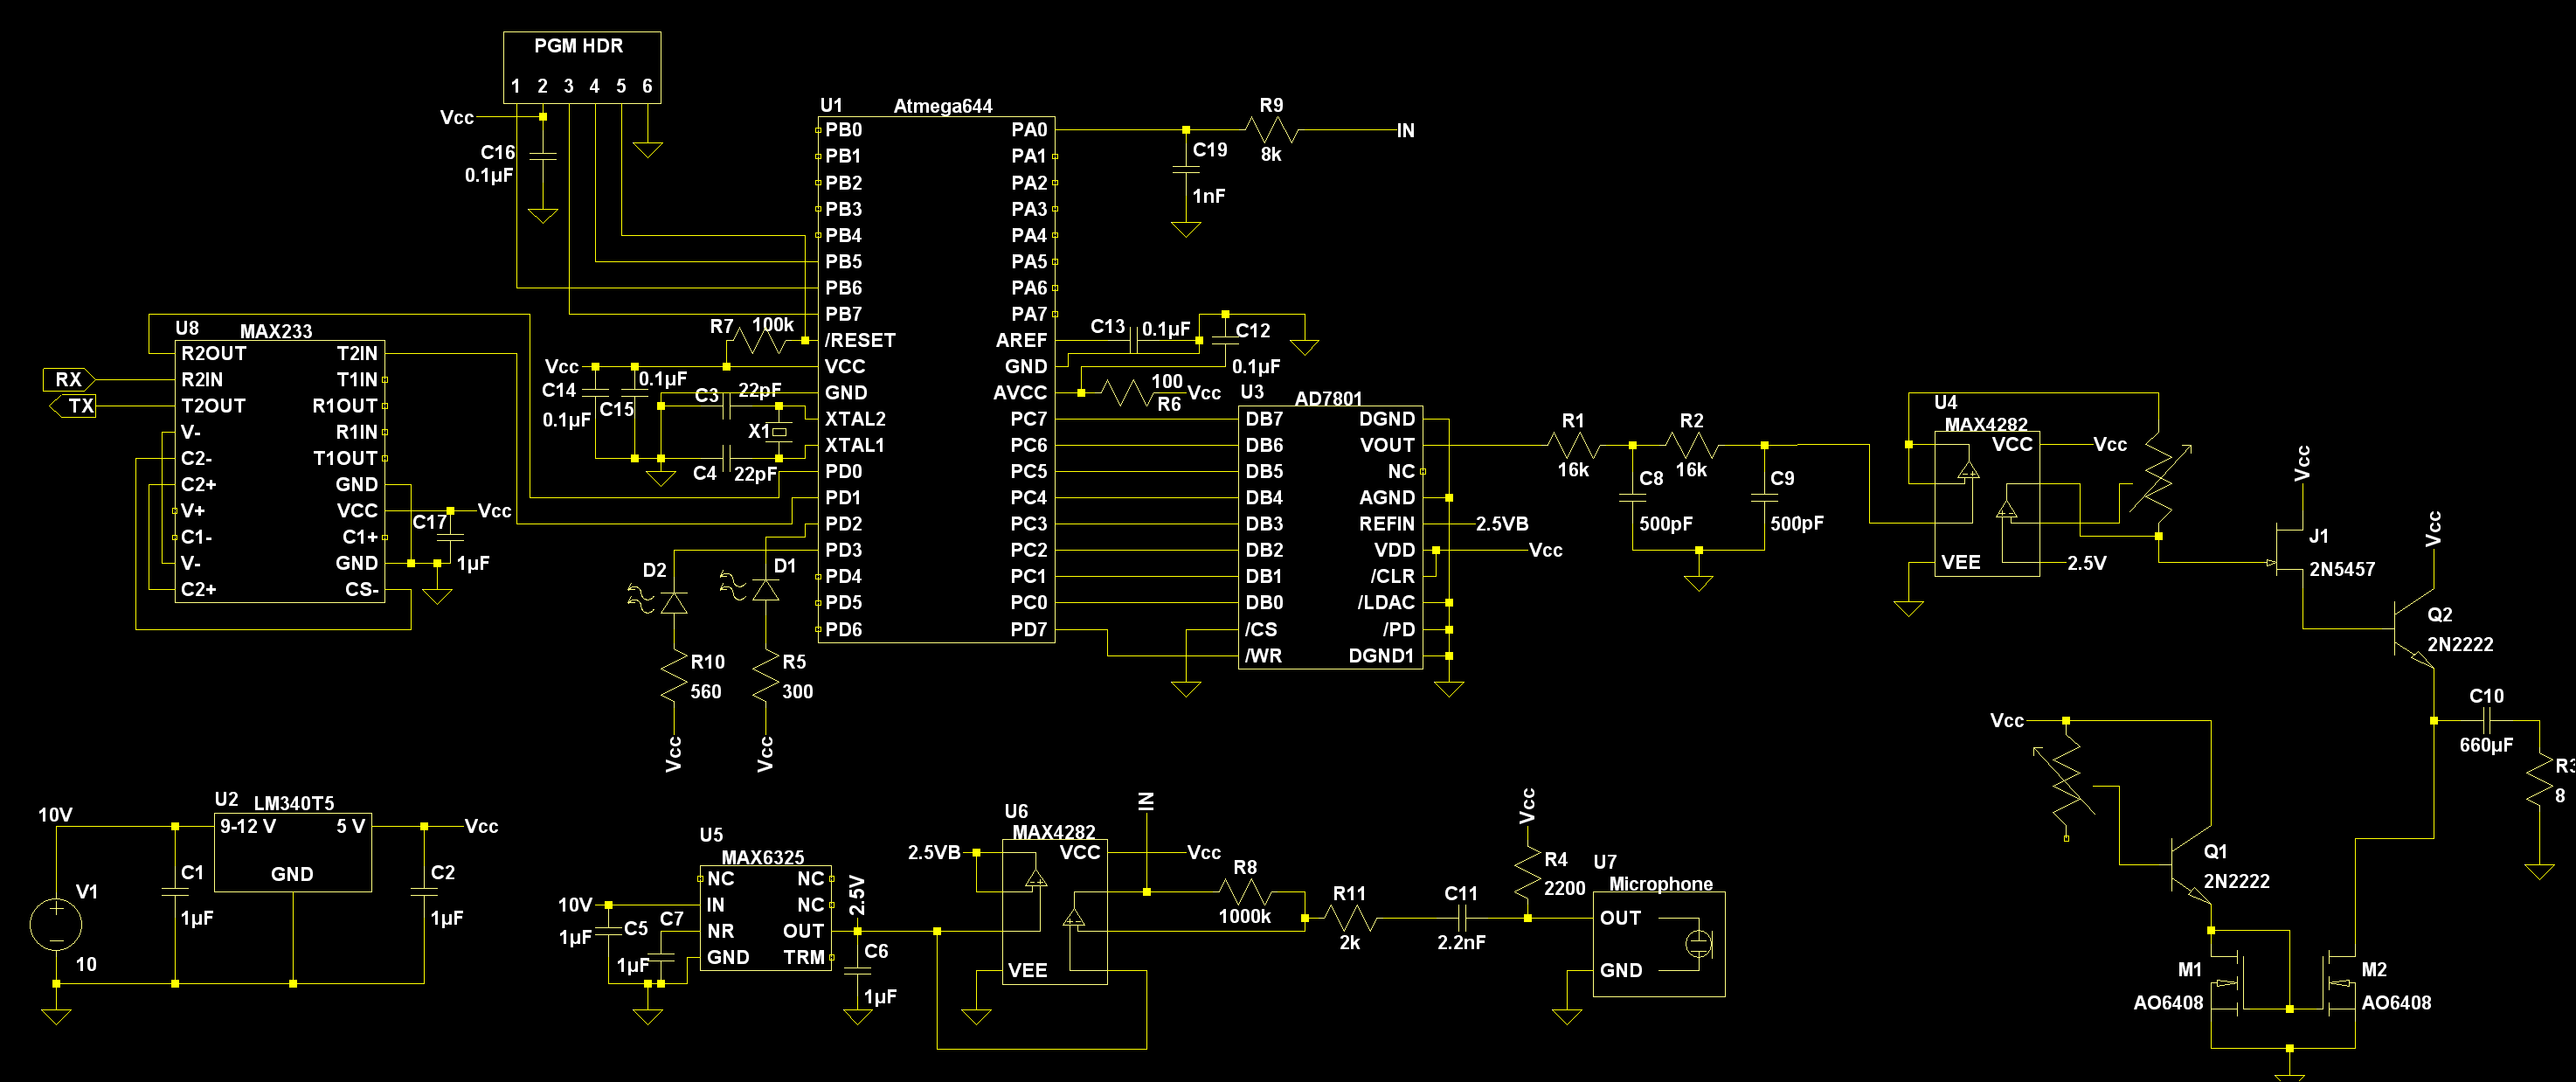 PGM HDR
1 2 3 4 5 6
Vcc
C16
0.1µF
U1 Atmega644
PB0 PA0
PB1 PA1
PB2 PA2
PB3 PA3
PB4 PA4
PB5 PA5
PB6 PA6
PB7 PA7
/RESET AREF
VCC GND
GND AVCC
XTAL2 PC7
XTAL1 PC6
PD0 PC5
PD1 PC4
PD2 PC3
PD3 PC2
PD4 PC1
PD5 PC0
PD6 PD7
R9
8k
IN
C19
1nF
U8 MAX233
R2OUT T2IN
R2IN T1IN
T2OUT R1OUT
V- R1IN
C2- T1OUT
C2+ GND
V+ VCC
C1- C1+
V- GND
C2+ CS-
RX
TX
C17
1µF
Vcc
R7 100k
Vcc
C14
0.1µF
C15
0.1µF
C3 22pF
X1
C4 22pF
C13 0.1µF
C12
0.1µF
100
R6
Vcc
D2
D1
R10
560
R5
300
Vcc
Vcc
U3 AD7801
DB7 DGND
DB6 VOUT
DB5 NC
DB4 AGND
DB3 REFIN
DB2 VDD
DB1 /CLR
DB0 /LDAC
/CS /PD
/WR DGND1
2.5VB
Vcc
R1
16k
R2
16k
C8
500pF
C9
500pF
U4
MAX4282
VCC
VEE
Vcc
2.5V
Vcc
J1
2N5457
Vcc
Q2
2N2222
C10
660µF
R3
8
Vcc
Q1
2N2222
M1
AO6408
M2
AO6408
10V
U2 LM340T5
9-12 V 5 V
GND
Vcc
V1
10
C1
1µF
C2
1µF
U5
MAX6325
NC NC
IN NC
NR OUT
GND TRM
10V
C5
1µF
C7
1µF
2.5V
C6
1µF
U6
MAX4282
VCC
VEE
2.5VB
Vcc
IN
R8
1000k
R11
2k
C11
2.2nF
Vcc
R4
2200
U7
Microphone
OUT
GND